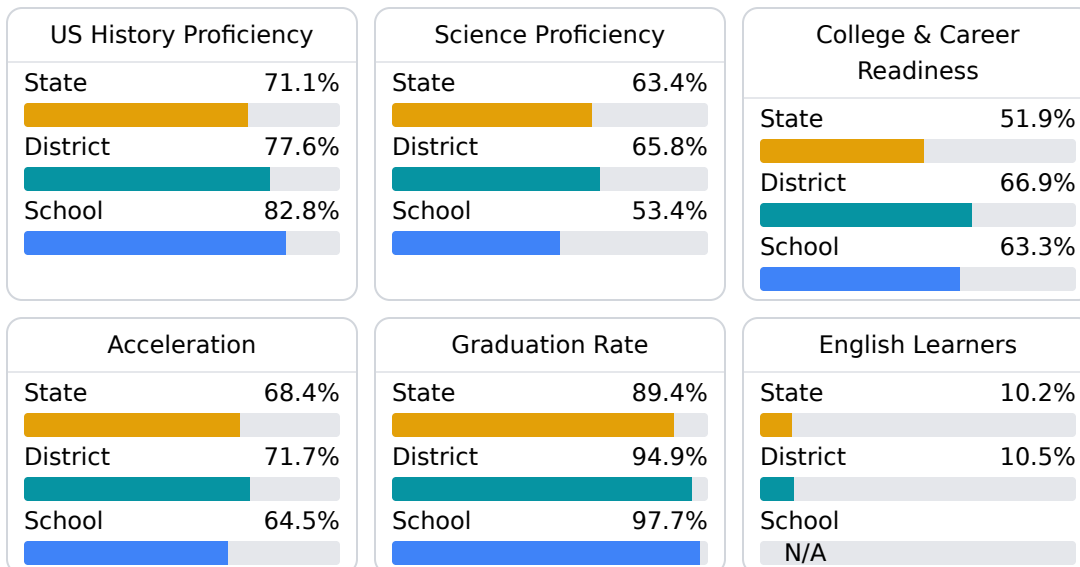 US History Proficiency
State 71.1%
District 77.6%
School 82.8%
Science Proficiency
State 63.4%
District 65.8%
School 53.4%
College & Career
Readiness
State 51.9%
District 66.9%
School 63.3%
Acceleration
State 68.4%
District 71.7%
School 64.5%
Graduation Rate
State 89.4%
District 94.9%
School 97.7%
English Learners
State 10.2%
District 10.5%
School
N/A